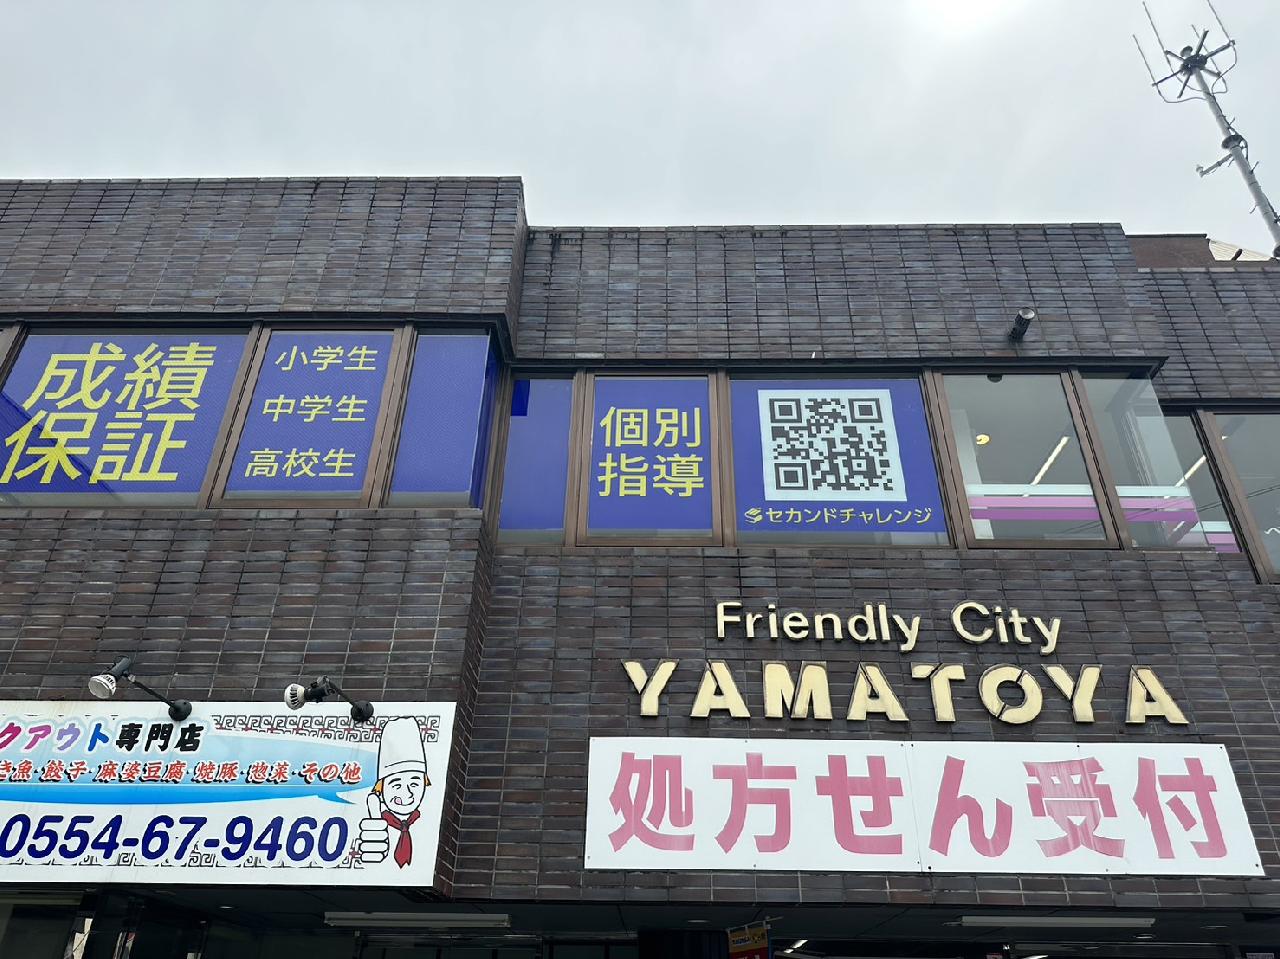 成績
保証
小学生
中学生
高校生
個別
指導
セカンドチャレンジ
Friendly City
YAMATOYA
処方せん受付
クアウト専門店
き魚・餃子・麻婆豆腐・焼豚・惣菜・その他
0554-67-9460